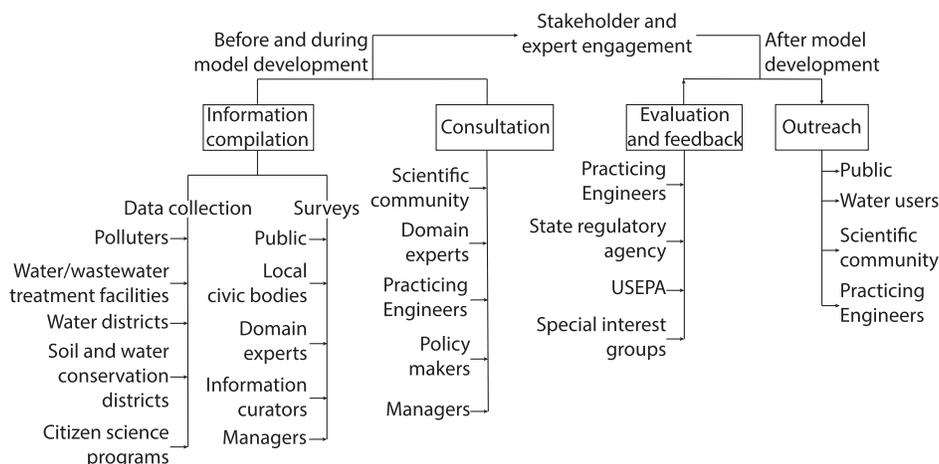 Stakeholder and
expert engagement
Before and during
model development
After model
development
Information
compilation
Consultation
Evaluation
and feedback
Outreach
Data collection
Polluters
Water/wastewater
treatment facilities
Water districts
Soil and water
conservation
districts
Citizen science
programs
Surveys
Public
Local
civic bodies
Domain
experts
Information
curators
Managers
Scientific
community
Domain
experts
Practicing
Engineers
Policy
makers
Managers
Practicing
Engineers
State regulatory
agency
USEPA
Special interest
groups
Public
Water users
Scientific
community
Practicing
Engineers